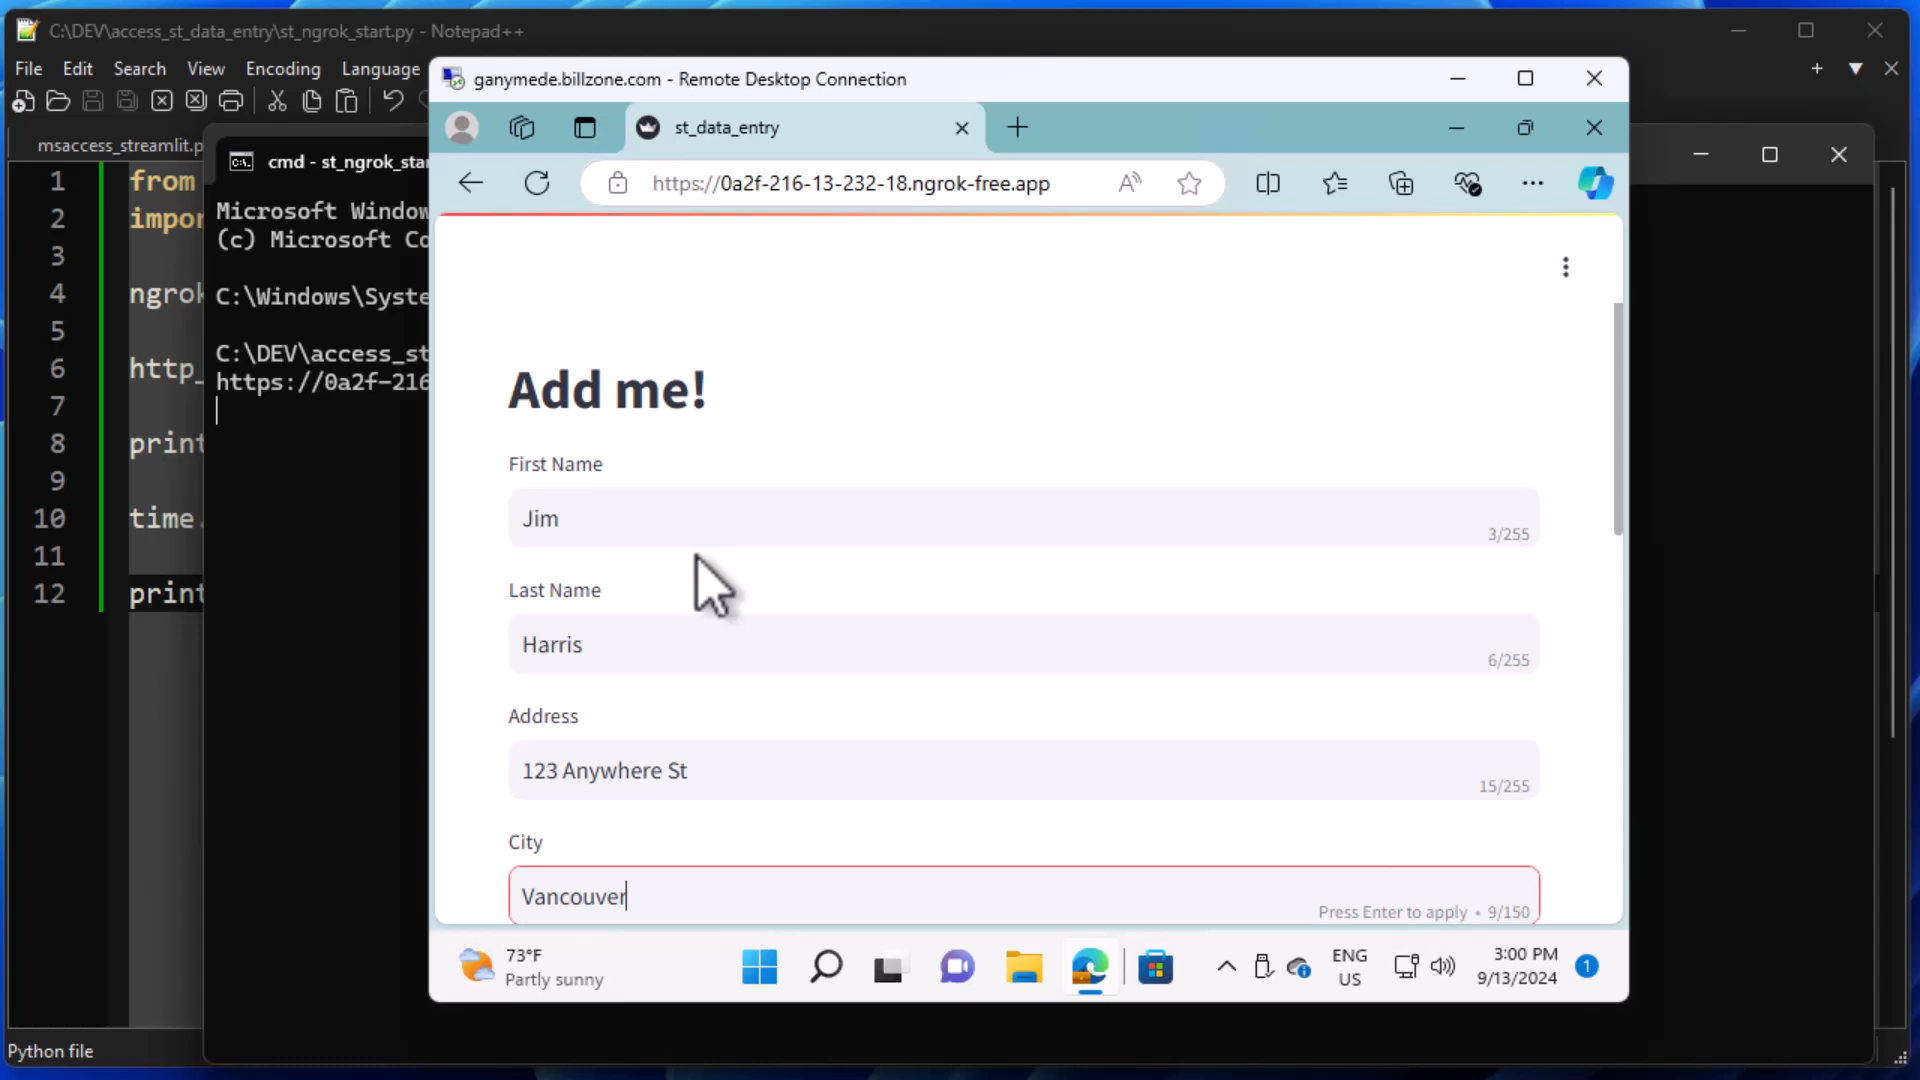 C:\DEV\access_st_data_entry\st_ngrok_start.py - Notepad++
File Edit Search View Encoding Language
ganymede.billzone.com - Remote Desktop Connection
msaccess_streamlit.p
st_data_entry
cmd - st_ngrok_star
https://0a2f-216-13-232-18.ngrok-free.app
1 from
2 impor
3
4 ngrok
5
6 http_
7
8 print
9
10 time.
11
12 print
Microsoft Window
(c) Microsoft Co
C:\Windows\Syste
C:\DEV\access_st
https://0a2f-216
Add me!
First Name
Jim
3/255
Last Name
Harris
6/255
Address
123 Anywhere St
15/255
City
Vancouver
Press Enter to apply • 9/150
73°F
Partly sunny
ENG
US
3:00 PM
9/13/2024
1
Python file